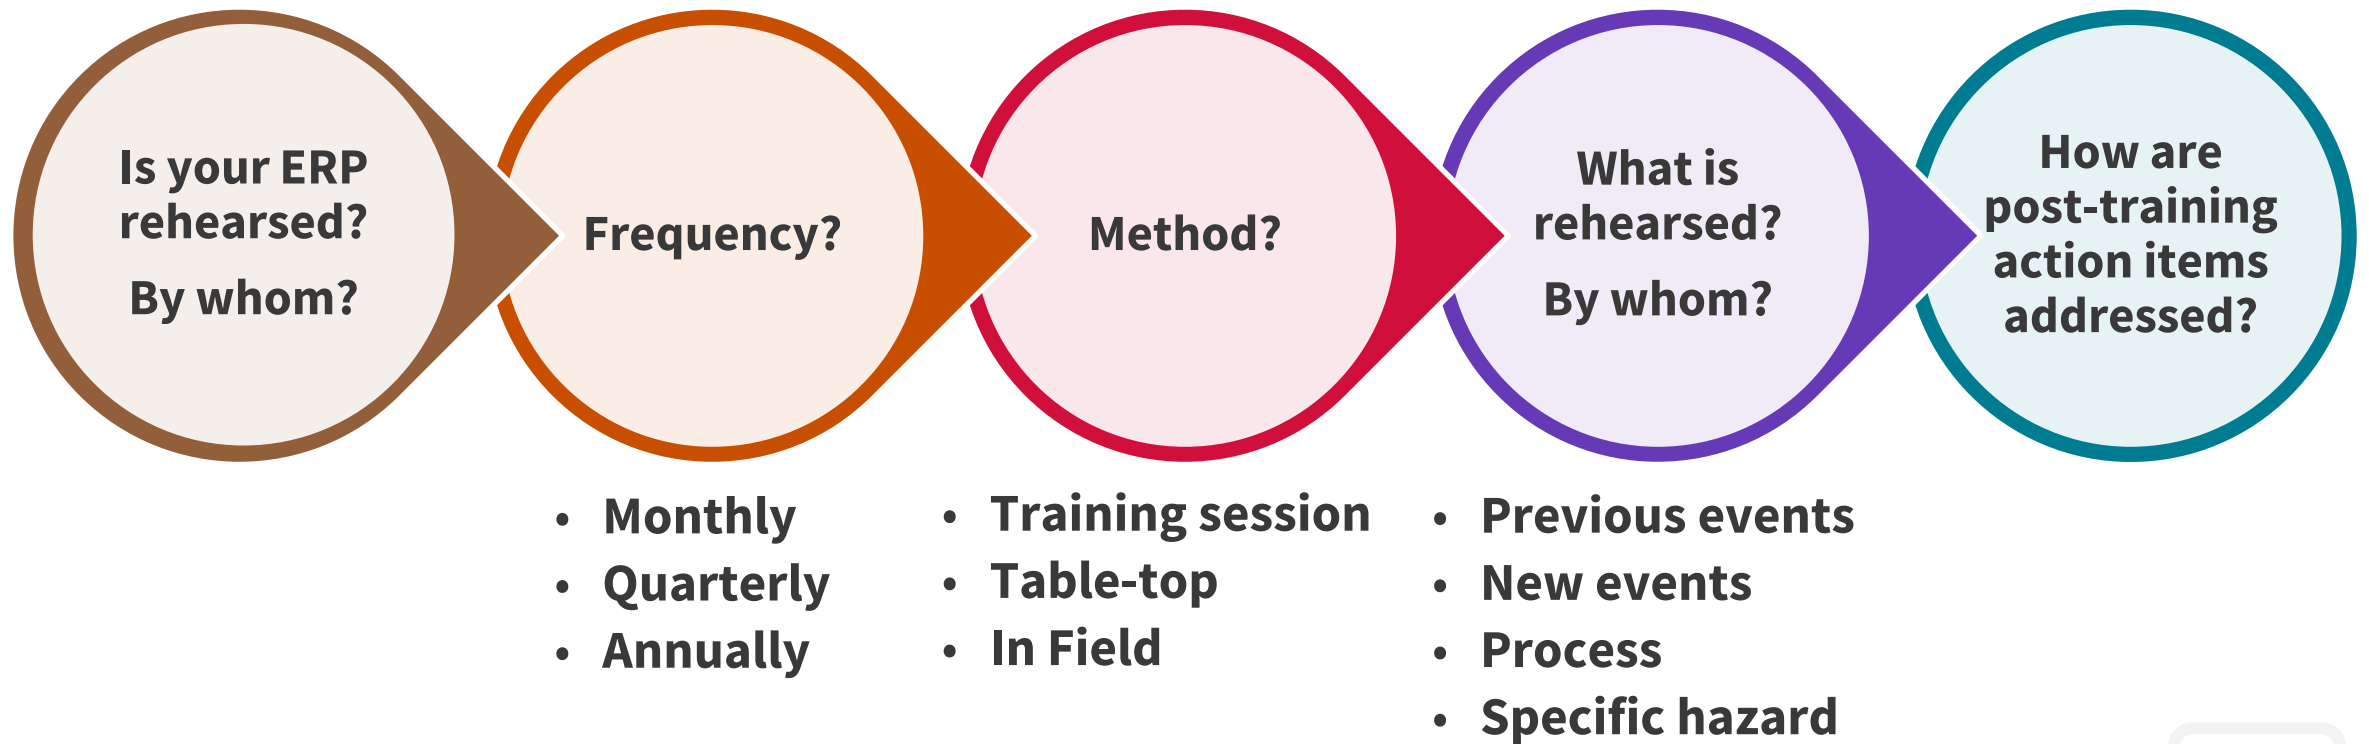 Is your ERP
rehearsed?
By whom?
Frequency?
Method?
What is
rehearsed?
By whom?
How are
post-training
action items
addressed?
• Monthly
• Quarterly
• Annually
• Training session
• Table-top
• In Field
• Previous events
• New events
• Process
• Specific hazard